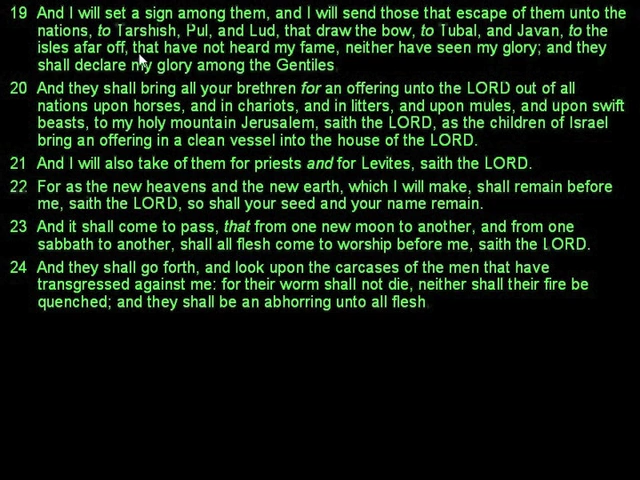 19 And I will set a sign among them, and I will send those that escape of them unto the
nations, to Tarshish, Pul, and Lud, that draw the bow, to Tubal, and Javan, to the
isles afar off, that have not heard my fame, neither have seen my glory; and they
shall declare my glory among the Gentiles.
20 And they shall bring all your brethren for an offering unto the LORD out of all
nations upon horses, and in chariots, and in litters, and upon mules, and upon swift
beasts, to my holy mountain Jerusalem, saith the LORD, as the children of Israel
bring an offering in a clean vessel into the house of the LORD.
21 And I will also take of them for priests and for Levites, saith the LORD.
22 For as the new heavens and the new earth, which I will make, shall remain before
me, saith the LORD, so shall your seed and your name remain.
23 And it shall come to pass, that from one new moon to another, and from one
sabbath to another, shall all flesh come to worship before me, saith the LORD.
24 And they shall go forth, and look upon the carcases of the men that have
transgressed against me: for their worm shall not die, neither shall their fire be
quenched; and they shall be an abhorring unto all flesh.